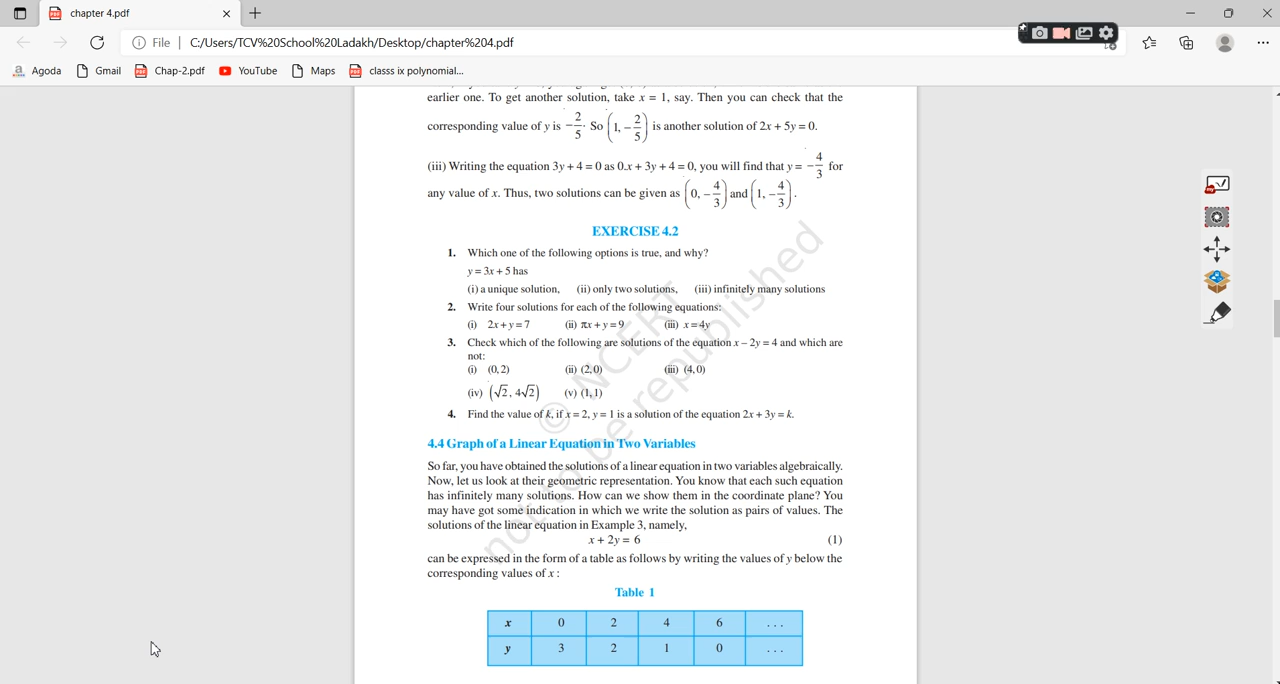 chapter 4.pdf
File | C:/Users/TCV%20School%20Ladakh/Desktop/chapter%204.pdf
Agoda Gmail Chap-2.pdf YouTube Maps classs ix polynomial...
earlier one. To get another solution, take x = 1, say. Then you can check that the
corresponding value of y is −2/5. So (1, −2/5) is another solution of 2x + 5y = 0.
(iii) Writing the equation 3y + 4 = 0 as 0.x + 3y + 4 = 0, you will find that y = −4/3 for
any value of x. Thus, two solutions can be given as (0, −4/3) and (1, −4/3).
EXERCISE 4.2
1. Which one of the following options is true, and why?
y = 3x + 5 has
(i) a unique solution, (ii) only two solutions, (iii) infinitely many solutions
2. Write four solutions for each of the following equations:
(i) 2x + y = 7 (ii) πx + y = 9 (iii) x = 4y
3. Check which of the following are solutions of the equation x – 2y = 4 and which are
not:
(i) (0, 2) (ii) (2, 0) (iii) (4, 0)
(iv) (√2, 4√2) (v) (1, 1)
4. Find the value of k, if x = 2, y = 1 is a solution of the equation 2x + 3y = k.
4.4 Graph of a Linear Equation in Two Variables
So far, you have obtained the solutions of a linear equation in two variables algebraically.
Now, let us look at their geometric representation. You know that each such equation
has infinitely many solutions. How can we show them in the coordinate plane? You
may have got some indication in which we write the solution as pairs of values. The
solutions of the linear equation in Example 3, namely,
x + 2y = 6 (1)
can be expressed in the form of a table as follows by writing the values of y below the
corresponding values of x :
Table 1
x 0 2 4 6 . . .
y 3 2 1 0 . . .
© NCERT
not to be republished